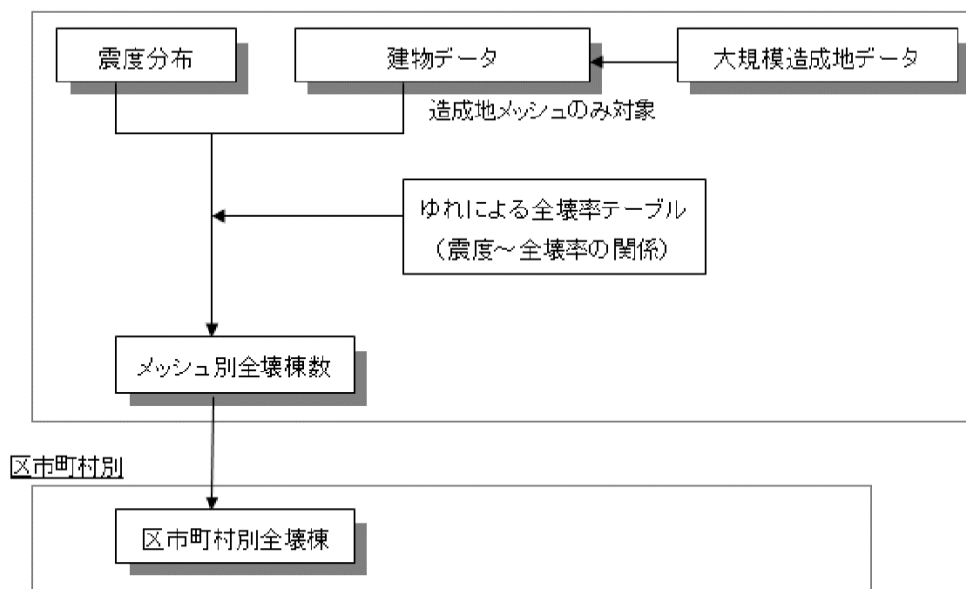 震度分布
建物データ
大規模造成地データ
造成地メッシュのみ対象
ゆれによる全壊率テーブル
（震度～全壊率の関係）
メッシュ別全壊棟数
区市町村別
区市町村別全壊棟